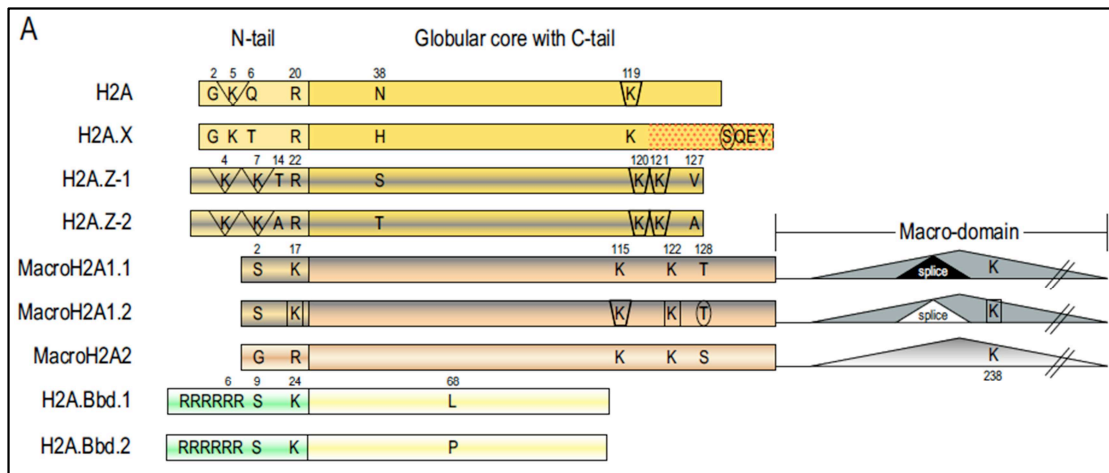 A
N-tail Globular core with C-tail
2 5 6 20 38 119
H2A G K Q R N K
H2A.X G K T R H K SQEY
4 7 14 22 120 121 127
H2A.Z-1 K K T R S K K V
H2A.Z-2 K K A R T K K A
Macro-domain
2 17 115 122 128
MacroH2A1.1 S K K K T splice K
MacroH2A1.2 S K K K T splice K
MacroH2A2 G R K K S K
238
6 9 24 68
H2A.Bbd.1 RRRRRR S K L
H2A.Bbd.2 RRRRRR S K P